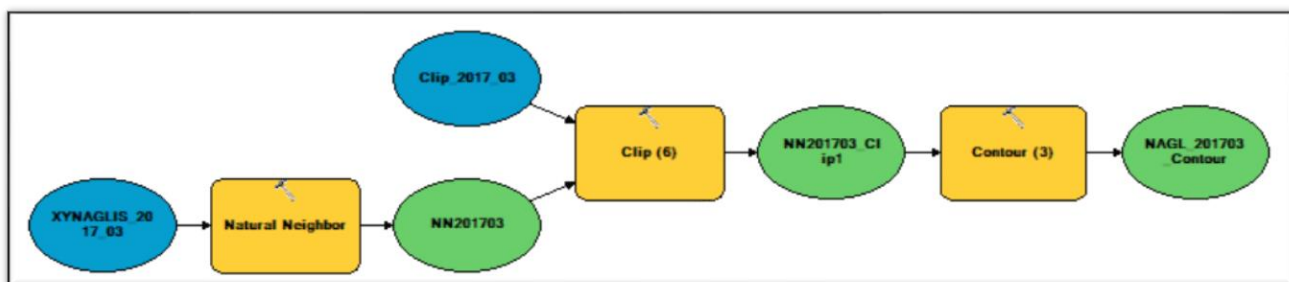 Clip_2017_03
Clip (6)
NN201703_Cl
ip1
Contour (3)
NAGL_201703
_Contour
XYNAGLIS_20
17_03
Natural Neighbor
NN201703